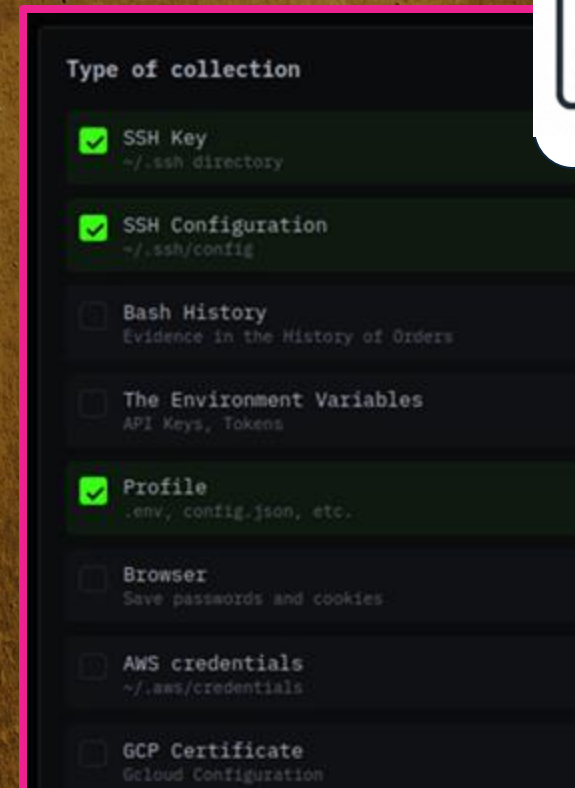 Type of collection
SSH Key
~/.ssh directory
SSH Configuration
~/.ssh/config
Bash History
Evidence in the History of Orders
The Environment Variables
API Keys, Tokens
Profile
.env, config.json, etc.
Browser
Save passwords and cookies
AWS credentials
~/.aws/credentials
GCP Certificate
Gcloud Configuration